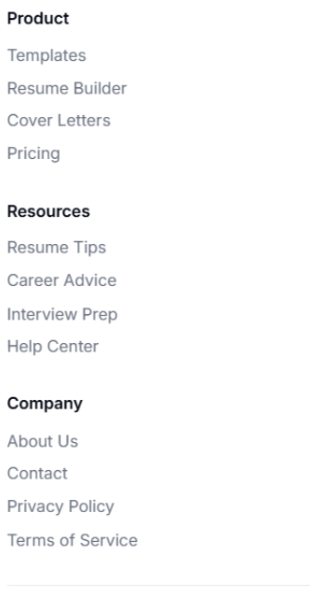 Product
Templates
Resume Builder
Cover Letters
Pricing
Resources
Resume Tips
Career Advice
Interview Prep
Help Center
Company
About Us
Contact
Privacy Policy
Terms of Service